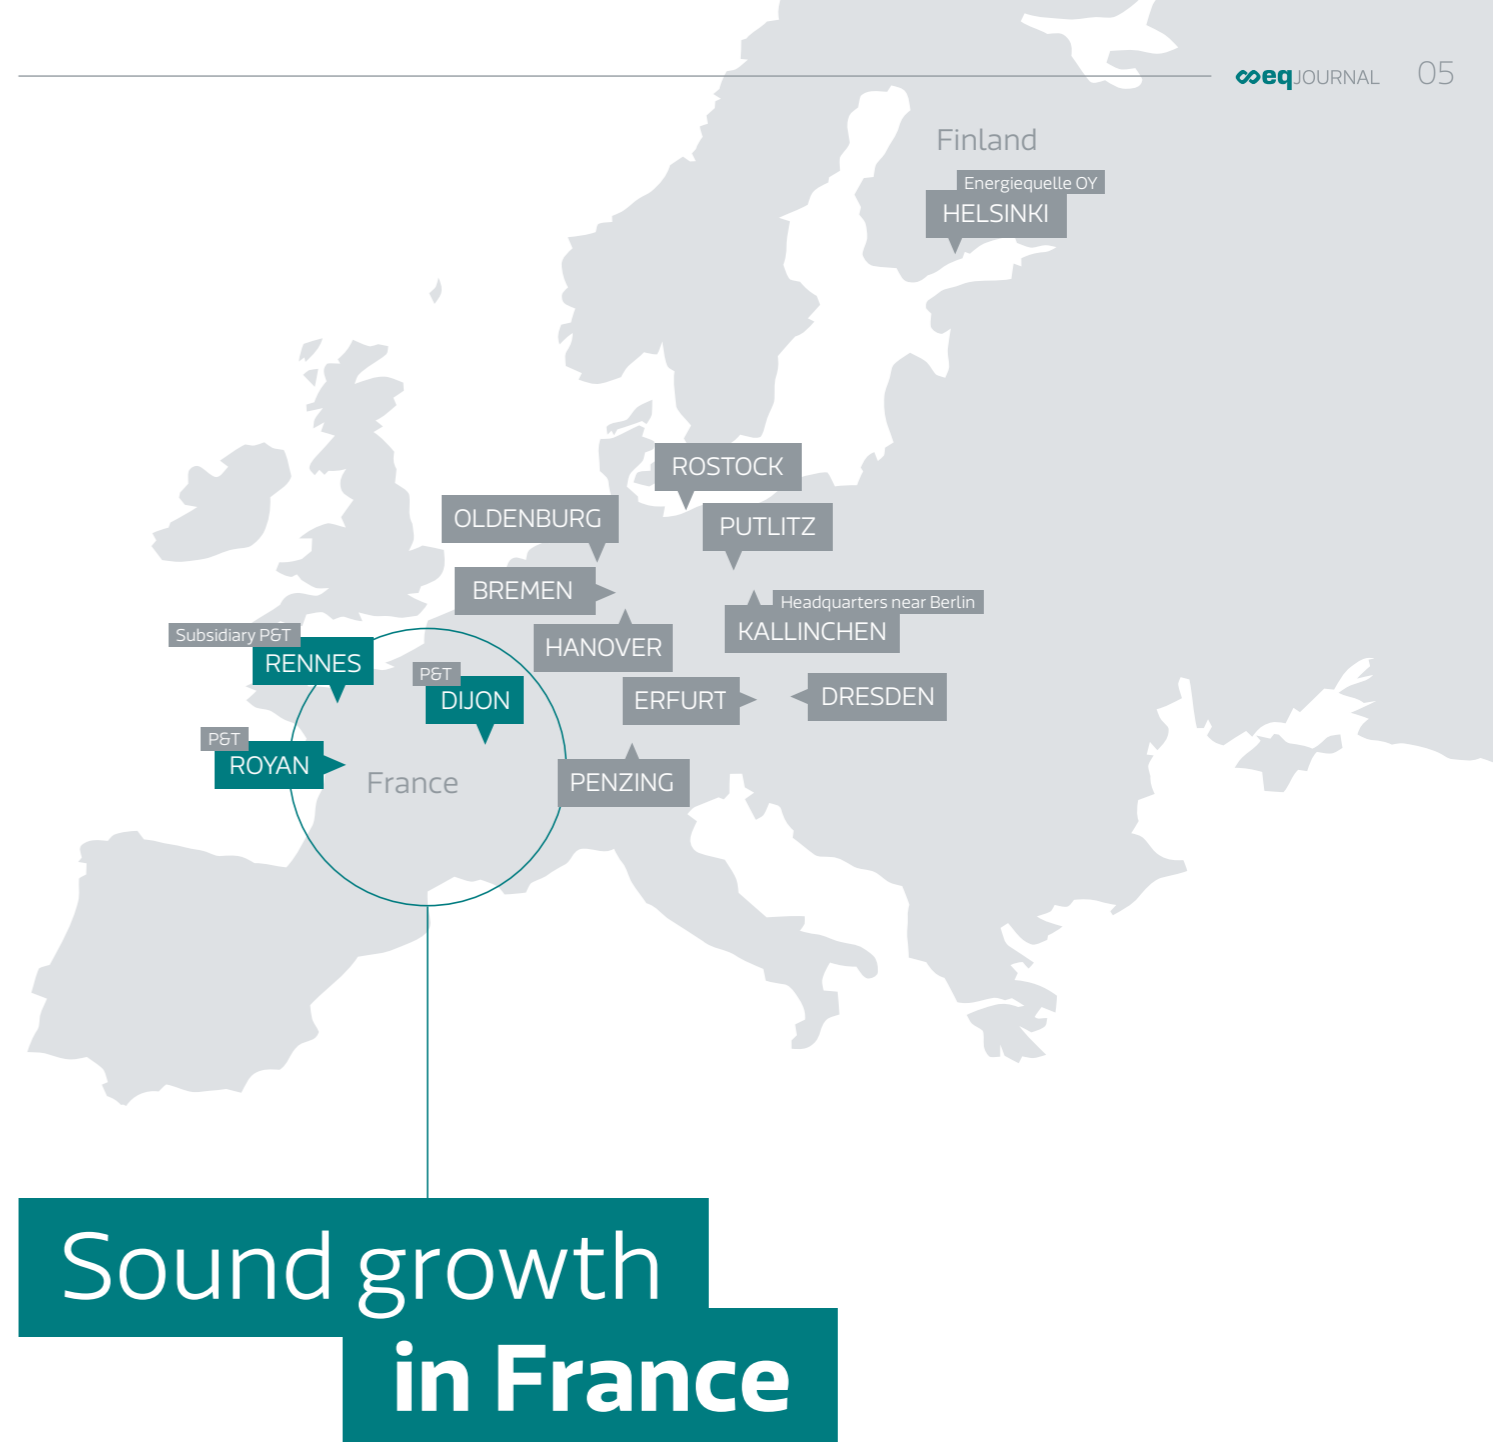 eqJOURNAL 05
Finland
Energiequelle OY
HELSINKI
ROSTOCK
OLDENBURG
PUTLITZ
BREMEN
Headquarters near Berlin
KALLINCHEN
HANOVER
Subsidiary P&T
RENNES
P&T
DIJON
ERFURT
DRESDEN
P&T
ROYAN
France
PENZING
Sound growth
in France